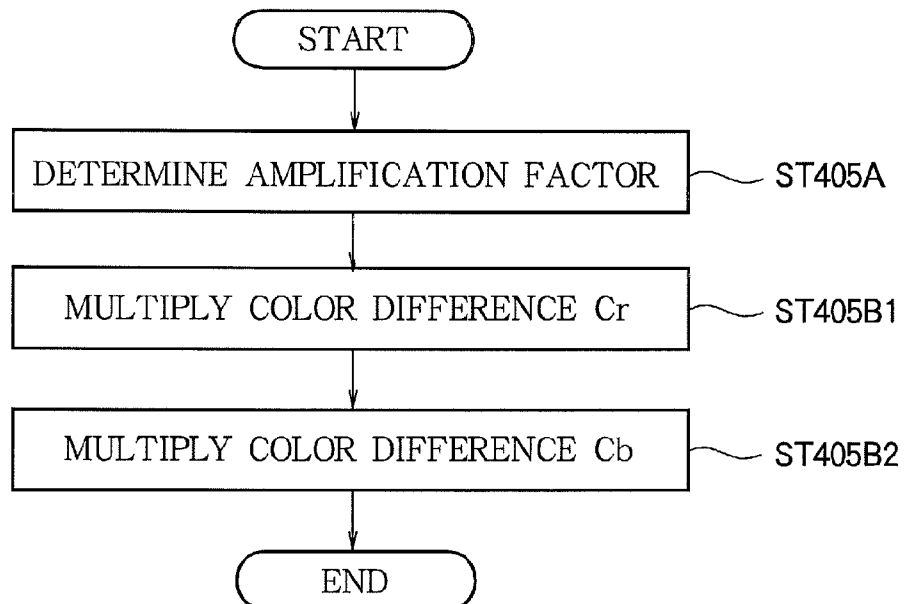 START
DETERMINE AMPLIFICATION FACTOR
ST405A
MULTIPLY COLOR DIFFERENCE Cr
ST405B1
MULTIPLY COLOR DIFFERENCE Cb
ST405B2
END